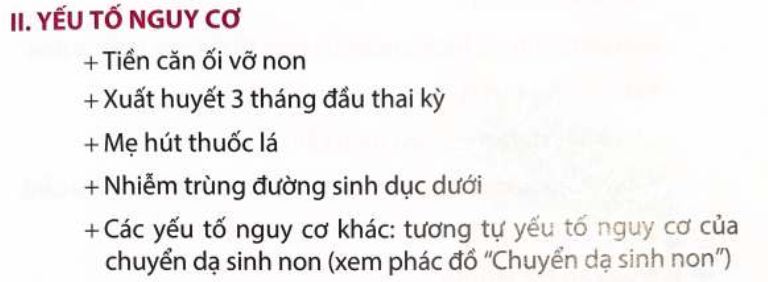 II. YẾU TỐ NGUY CƠ
+ Tiền căn ối vỡ non
+ Xuất huyết 3 tháng đầu thai kỳ
+ Mẹ hút thuốc lá
+ Nhiễm trùng đường sinh dục dưới
+ Các yếu tố nguy cơ khác: tương tự yếu tố nguy cơ của
chuyển dạ sinh non (xem phác đồ "Chuyển dạ sinh non")